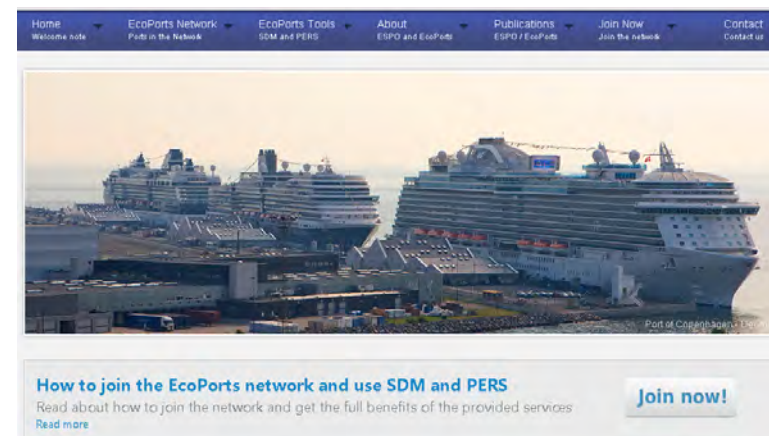 Home
Welcome note
EcoPorts Network
Ports in the Network
EcoPorts Tools
SDM and PERS
About
ESPO and EcoPorts
Publications
ESPO / EcoPorts
Join Now
Join the network
Contact
Contact us
Port of Copenhagen -
How to join the EcoPorts network and use SDM and PERS
Read about how to join the network and get the full benefits of the provided services
Read more
Join now!